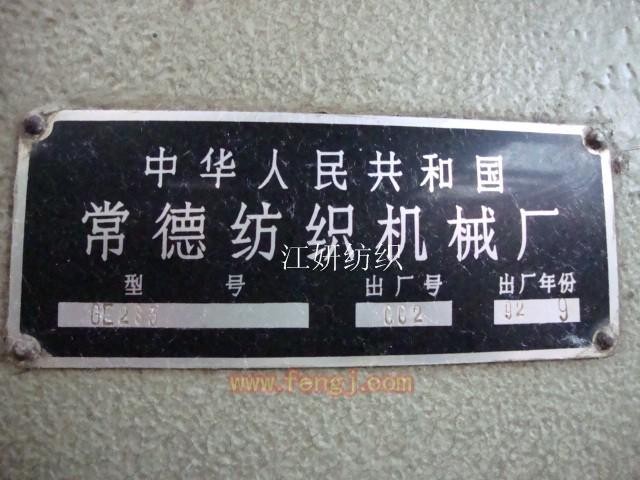 中华人民共和国
常德纺织机械厂
江妍纺织
型号 出厂号 出厂年份
GE283 002 92 9
www.fengj.com